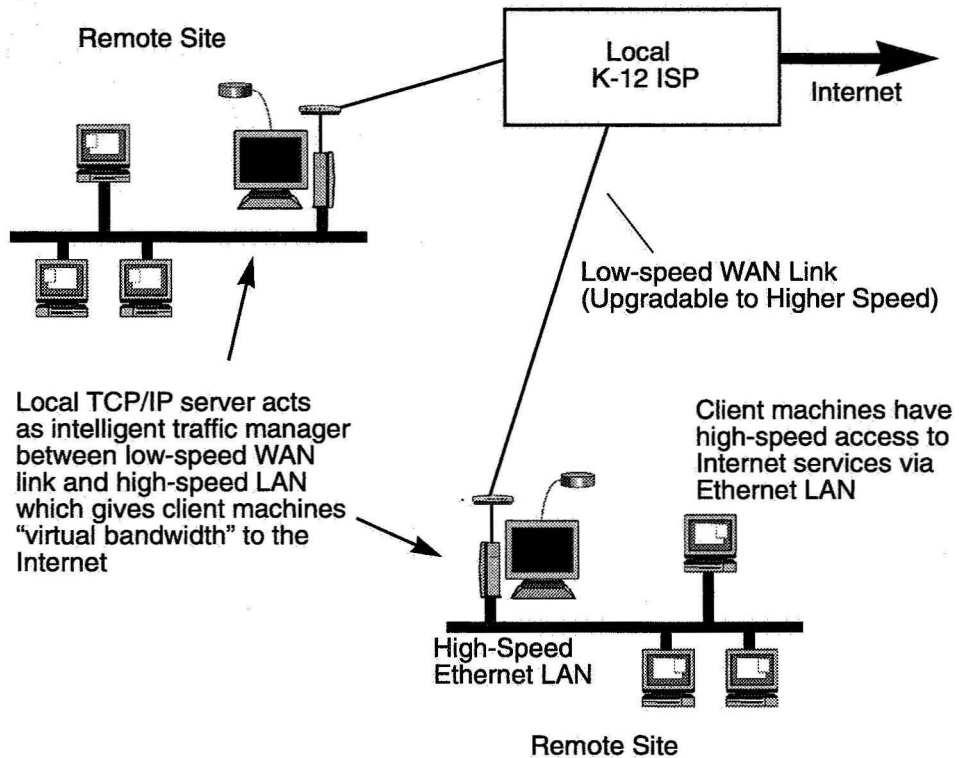 Remote Site
Local
K-12 ISP
Internet
Low-speed WAN Link
(Upgradable to Higher Speed)
Local TCP/IP server acts
as intelligent traffic manager
between low-speed WAN
link and high-speed LAN
which gives client machines
“virtual bandwidth” to the
Internet
Client machines have
high-speed access to
Internet services via
Ethernet LAN
High-Speed
Ethernet LAN
Remote Site